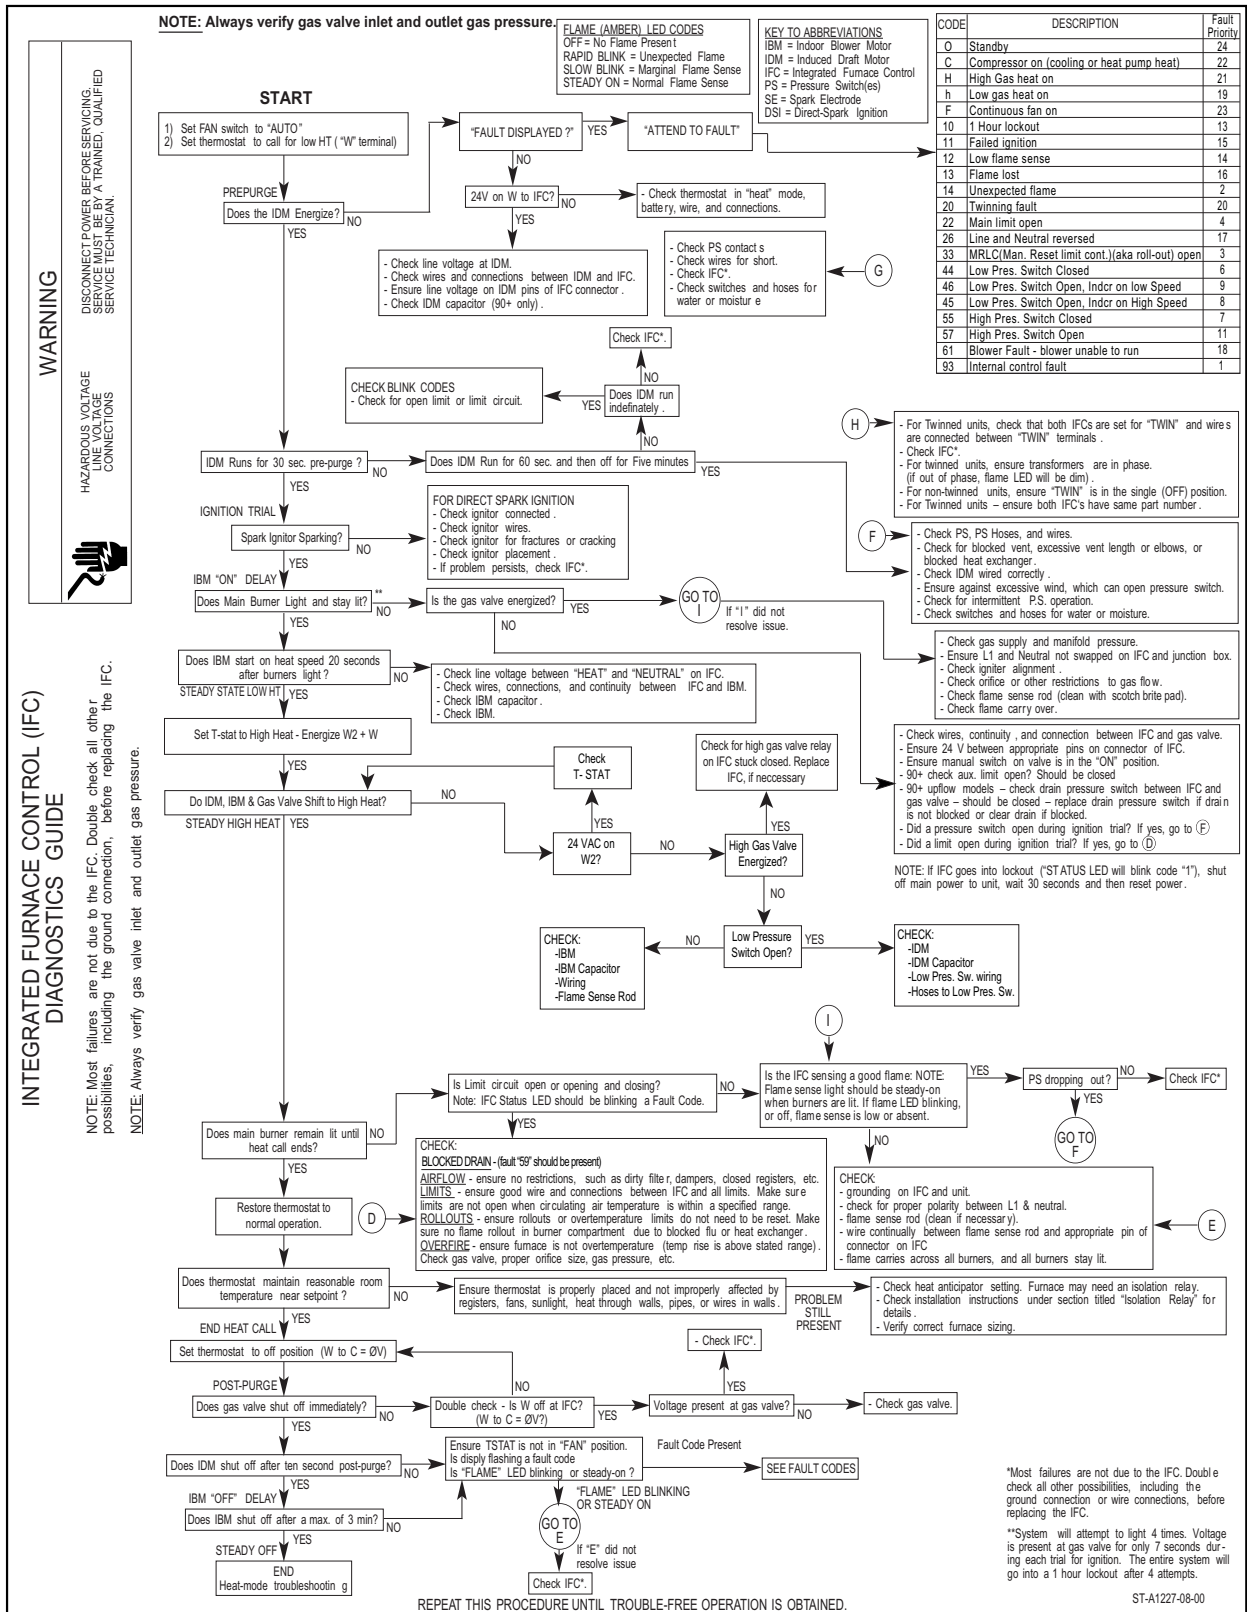 NOTE: Always verify gas valve inlet and outlet gas pressure.
FLAME (AMBER) LED CODES
OFF = No Flame Present
RAPID BLINK = Unexpected Flame
SLOW BLINK = Marginal Flame Sense
STEADY ON = Normal Flame Sense
KEY TO ABBREVIATIONS
IBM = Indoor Blower Motor
IDM = Induced Draft Motor
IFC = Integrated Furnace Control
PS = Pressure Switch(es)
SE = Spark Electrode
DSI = Direct-Spark Ignition
CODE DESCRIPTION Fault Priority
O Standby 24
C Compressor on (cooling or heat pump heat) 22
H High Gas heat on 21
h Low gas heat on 19
F Continuous fan on 23
10 1 Hour lockout 13
11 Failed ignition 15
12 Low flame sense 14
13 Flame lost 16
14 Unexpected flame 2
20 Twinning fault 20
22 Main limit open 4
26 Line and Neutral reversed 17
33 MRLC(Man. Reset limit cont.)(aka roll-out) open 3
44 Low Pres. Switch Closed 6
46 Low Pres. Switch Open, Indcr on low Speed 9
45 Low Pres. Switch Open, Indcr on High Speed 8
55 High Pres. Switch Closed 7
57 High Pres. Switch Open 11
61 Blower Fault - blower unable to run 18
93 Internal control fault 1
WARNING
HAZARDOUS VOLTAGE
LINE VOLTAGE
CONNECTIONS
DISCONNECT POWER BEFORE SERVICING.
SERVICE MUST BE BY A TRAINED, QUALIFIED
SERVICE TECHNICIAN.
INTEGRATED FURNACE CONTROL (IFC)
DIAGNOSTICS GUIDE
NOTE: Most failures are not due to the IFC. Double check all other
possibilities, including the ground connection, before replacing the IFC.
NOTE: Always verify gas valve inlet and outlet gas pressure.
START
1) Set FAN switch to "AUTO"
2) Set thermostat to call for low HT ( "W" terminal)
"FAULT DISPLAYED ?"
YES
"ATTEND TO FAULT"
NO
24V on W to IFC?
NO
- Check thermostat in "heat" mode,
battery, wire, and connections.
YES
PREPURGE
Does the IDM Energize?
NO
YES
- Check line voltage at IDM.
- Check wires and connections between IDM and IFC.
- Ensure line voltage on IDM pins of IFC connector .
- Check IDM capacitor (90+ only) .
- Check PS contact s
- Check wires for short.
- Check IFC*.
- Check switches and hoses for
water or moistur e
G
Check IFC*.
NO
CHECK BLINK CODES
- Check for open limit or limit circuit.
YES
Does IDM run
indefinately .
NO
IDM Runs for 30 sec. pre-purge ?
NO
Does IDM Run for 60 sec. and then off for Five minutes
YES
YES
H
- For Twinned units, check that both IFCs are set for "TWIN" and wires
are connected between "TWIN" terminals .
- Check IFC*.
- For twinned units, ensure transformers are in phase.
(if out of phase, flame LED will be dim) .
- For non-twinned units, ensure "TWIN" is in the single (OFF) position.
- For Twinned units – ensure both IFC's have same part number .
IGNITION TRIAL
Spark Ignitor Sparking?
NO
YES
FOR DIRECT SPARK IGNITION
- Check ignitor connected .
- Check ignitor wires.
- Check ignitor for fractures or cracking
- Check ignitor placement .
- If problem persists, check IFC*.
F
- Check PS, PS Hoses, and wires.
- Check for blocked vent, excessive vent length or elbows, or
blocked heat exchanger .
- Check IDM wired correctly .
- Ensure against excessive wind, which can open pressure switch.
- Check for intermittent P.S. operation.
- Check switches and hoses for water or moisture.
IBM "ON" DELAY
Does Main Burner Light and stay lit?
**
NO
Is the gas valve energized?
YES
GO TO
I
If "I" did not
resolve issue.
NO
YES
- Check gas supply and manifold pressure.
- Ensure L1 and Neutral not swapped on IFC and junction box.
- Check igniter alignment .
- Check orifice or other restrictions to gas flow.
- Check flame sense rod (clean with scotch brite pad).
- Check flame carry over.
Does IBM start on heat speed 20 seconds
after burners light ?
NO
- Check line voltage between "HEAT" and "NEUTRAL" on IFC.
- Check wires, connections, and continuity between IFC and IBM.
- Check IBM capacitor .
- Check IBM.
STEADY STATE LOW HT
YES
Set T-stat to High Heat - Energize W2 + W
YES
- Check wires, continuity , and connection between IFC and gas valve.
- Ensure 24 V between appropriate pins on connector of IFC.
- Ensure manual switch on valve is in the "ON" position.
- 90+ check aux. limit open? Should be closed
- 90+ upflow models – check drain pressure switch between IFC and
gas valve – should be closed – replace drain pressure switch if drain
is not blocked or clear drain if blocked.
- Did a pressure switch open during ignition trial? If yes, go to F
- Did a limit open during ignition trial? If yes, go to D
NOTE: If IFC goes into lockout ("STATUS LED will blink code "1"), shut
off main power to unit, wait 30 seconds and then reset power .
Do IDM, IBM & Gas Valve Shift to High Heat?
NO
Check
T- STAT
YES
24 VAC on
W2?
NO
Check for high gas valve relay
on IFC stuck closed. Replace
IFC, if neccessary
YES
High Gas Valve
Energized?
NO
STEADY HIGH HEAT
YES
CHECK:
-IBM
-IBM Capacitor
-Wiring
-Flame Sense Rod
NO
Low Pressure
Switch Open?
YES
CHECK:
-IDM
-IDM Capacitor
-Low Pres. Sw. wiring
-Hoses to Low Pres. Sw.
I
Is Limit circuit open or opening and closing?
Note: IFC Status LED should be blinking a Fault Code.
NO
Is the IFC sensing a good flame: NOTE:
Flame sense light should be steady-on
when burners are lit. If flame LED blinking,
or off, flame sense is low or absent.
YES
PS dropping out?
NO
Check IFC*
YES
GO TO
F
YES
NO
Does main burner remain lit until
heat call ends?
NO
YES
CHECK:
BLOCKED DRAIN - (fault "59" should be present)
AIRFLOW - ensure no restrictions, such as dirty filter, dampers, closed registers, etc.
LIMITS - ensure good wire and connections between IFC and all limits. Make sure
limits are not open when circulating air temperature is within a specified range.
ROLLOUTS - ensure rollouts or overtemperature limits do not need to be reset. Make
sure no flame rollout in burner compartment due to blocked flu or heat exchanger .
OVERFIRE - ensure furnace is not overtemperature (temp rise is above stated range) .
Check gas valve, proper orifice size, gas pressure, etc.
D
CHECK:
- grounding on IFC and unit.
- check for proper polarity between L1 & neutral.
- flame sense rod (clean if necessar y).
- wire continually between flame sense rod and appropriate pin of
connector on IFC
- flame carries across all burners, and all burners stay lit.
E
Restore thermostat to
normal operation.
Does thermostat maintain reasonable room
temperature near setpoint ?
NO
Ensure thermostat is properly placed and not improperly affected by
registers, fans, sunlight, heat through walls, pipes, or wires in walls .
PROBLEM
STILL
PRESENT
- Check heat anticipator setting. Furnace may need an isolation relay.
- Check installation instructions under section titled "Isolation Relay" for
details .
- Verify correct furnace sizing.
YES
END HEAT CALL
Set thermostat to off position (W to C = ØV)
NO
- Check IFC*.
YES
POST-PURGE
Does gas valve shut off immediately?
NO
Double check - Is W off at IFC?
(W to C = ØV?)
YES
Voltage present at gas valve?
NO
- Check gas valve.
YES
Does IDM shut off after ten second post-purge?
NO
Ensure TSTAT is not in "FAN" position.
Is disply flashing a fault code
Is "FLAME" LED blinking or steady-on ?
Fault Code Present
SEE FAULT CODES
YES
IBM "OFF" DELAY
Does IBM shut off after a max. of 3 min?
NO
"FLAME" LED BLINKING
OR STEADY ON
GO TO
E
YES
STEADY OFF
END
Heat-mode troubleshootin g
If "E" did not
resolve issue
Check IFC*.
*Most failures are not due to the IFC. Double
check all other possibilities, including the
ground connection or wire connections, before
replacing the IFC.
**System will attempt to light 4 times. Voltage
is present at gas valve for only 7 seconds dur-
ing each trial for ignition. The entire system will
go into a 1 hour lockout after 4 attempts.
ST-A1227-08-00
REPEAT THIS PROCEDURE UNTIL TROUBLE-FREE OPERATION IS OBTAINED.